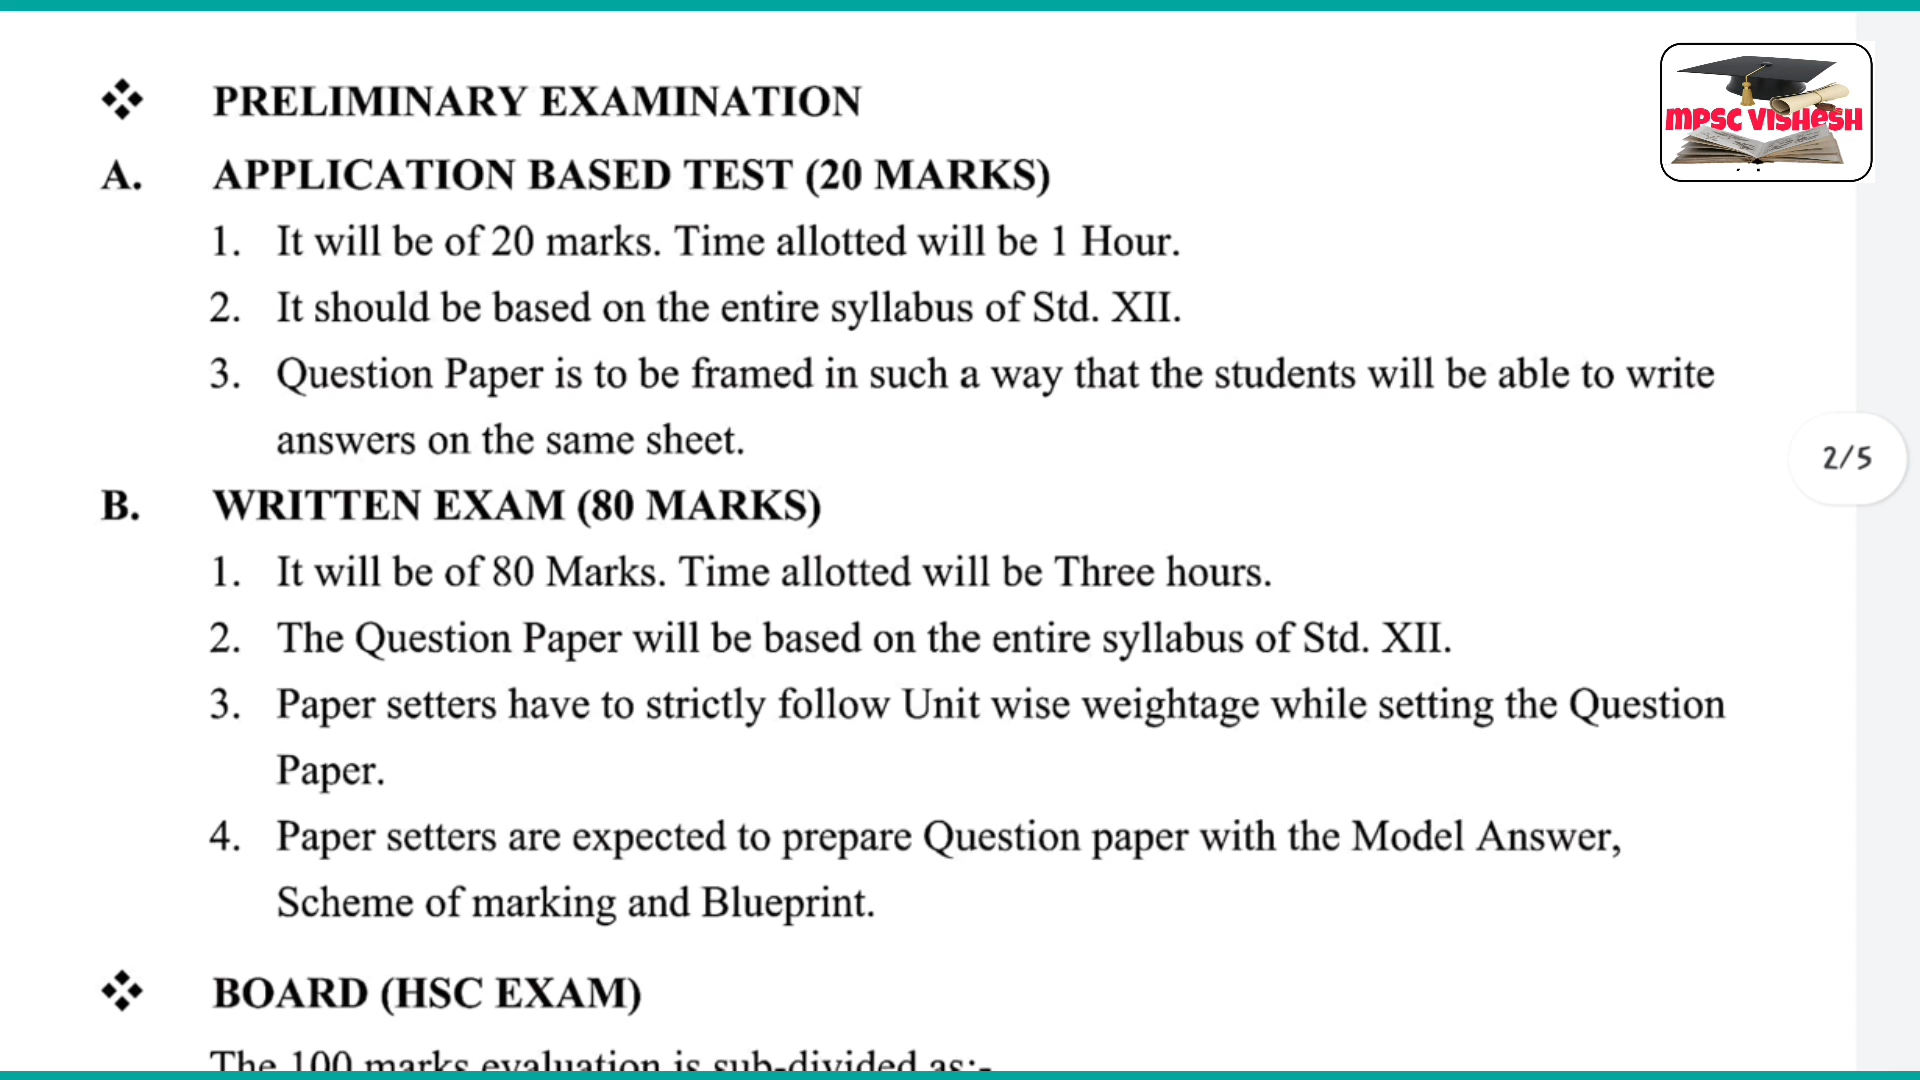 ❖ PRELIMINARY EXAMINATION
MPSC VISHESH
A. APPLICATION BASED TEST (20 MARKS)
1. It will be of 20 marks. Time allotted will be 1 Hour.
2. It should be based on the entire syllabus of Std. XII.
3. Question Paper is to be framed in such a way that the students will be able to write
answers on the same sheet.
2/5
B. WRITTEN EXAM (80 MARKS)
1. It will be of 80 Marks. Time allotted will be Three hours.
2. The Question Paper will be based on the entire syllabus of Std. XII.
3. Paper setters have to strictly follow Unit wise weightage while setting the Question
Paper.
4. Paper setters are expected to prepare Question paper with the Model Answer,
Scheme of marking and Blueprint.
❖ BOARD (HSC EXAM)
The 100 marks evaluation is sub-divided as:-